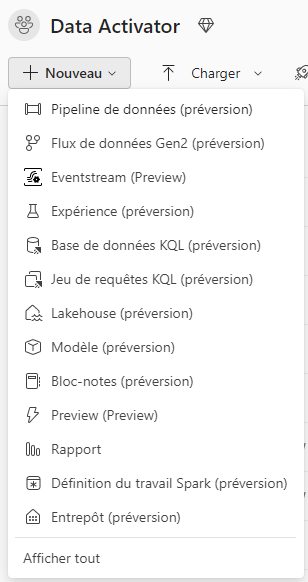 Data Activator
Nouveau
Charger
Pipeline de données (préversion)
Flux de données Gen2 (préversion)
Eventstream (Preview)
Expérience (préversion)
Base de données KQL (préversion)
Jeu de requêtes KQL (préversion)
Lakehouse (préversion)
Modèle (préversion)
Bloc-notes (préversion)
Preview (Preview)
Rapport
Définition du travail Spark (préversion)
Entrepôt (préversion)
Afficher tout